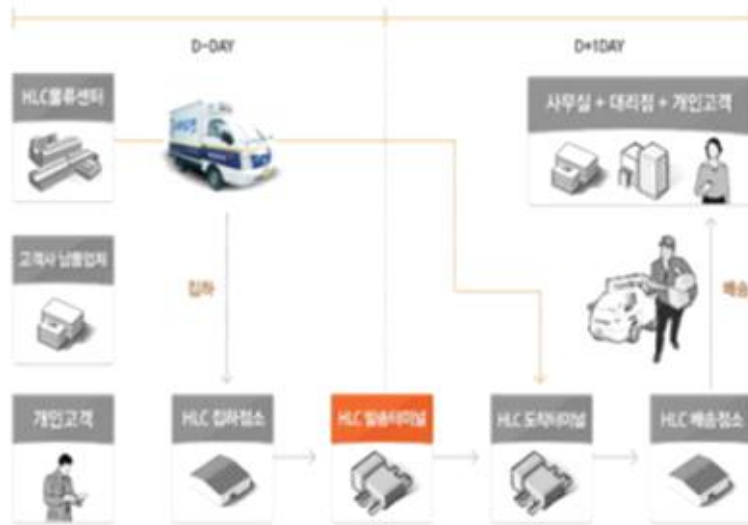 D-DAY
D+1DAY
HLC물류센터
사무실 + 대리점 + 개인고객
고객사 납품업체
집하
배송
개인고객
HLC 집하점소
HLC 발송터미널
HLC 도착터미널
HLC 배송점소